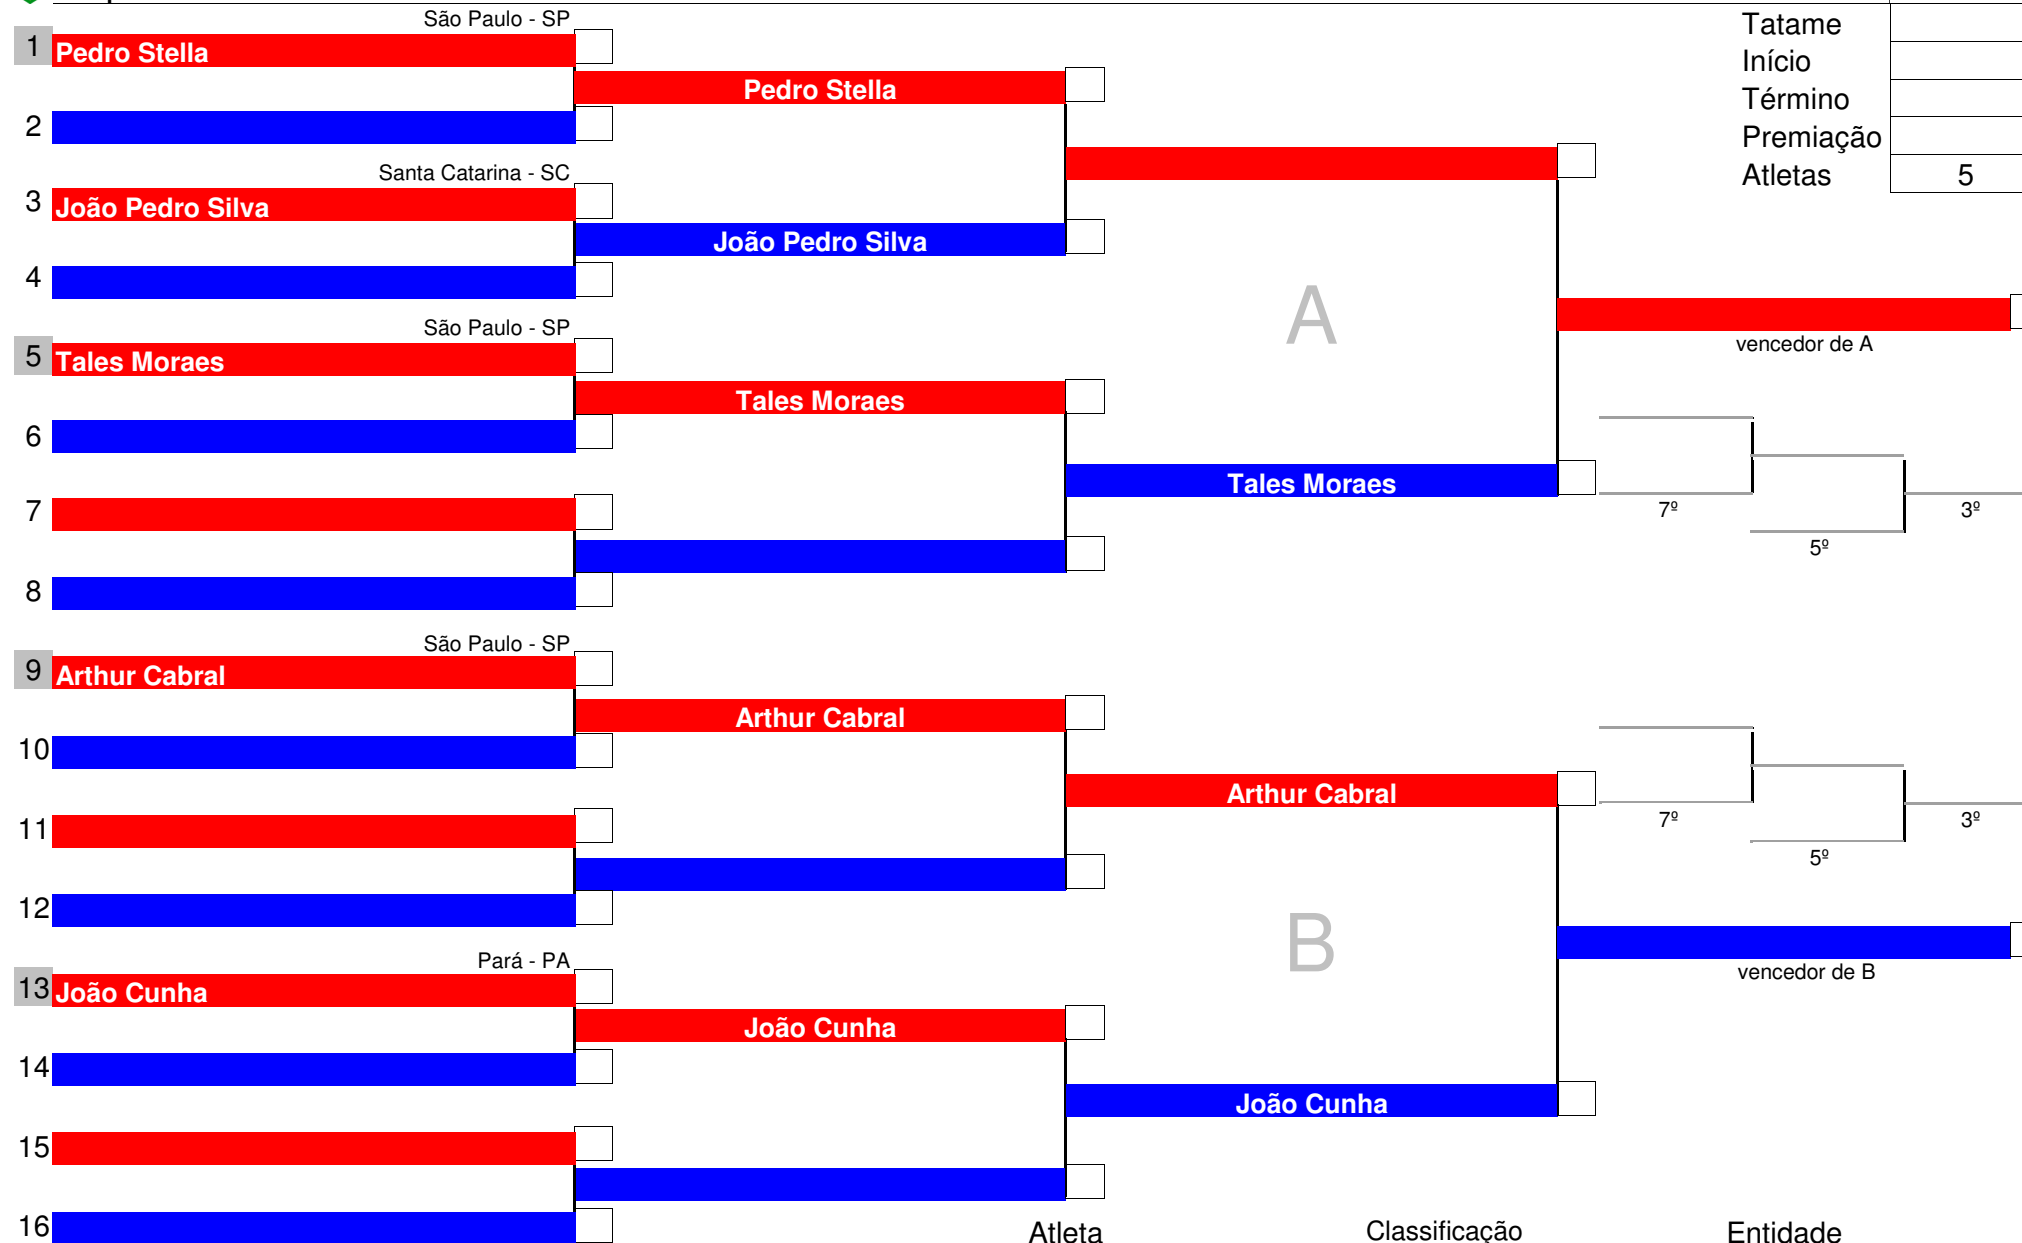 São Paulo - SP
Tatame
1 Pedro Stella
Início
Pedro Stella
Término
2
Premiação
Santa Catarina - SC
Atletas 5
3 João Pedro Silva
João Pedro Silva
4
A
São Paulo - SP
vencedor de A
5 Tales Moraes
Tales Moraes
6
Tales Moraes
7
7º 3º
5º
8
São Paulo - SP
9 Arthur Cabral
Arthur Cabral
10
Arthur Cabral
11
7º 3º
5º
12
B
Pará - PA
vencedor de B
13 João Cunha
João Cunha
14
João Cunha
15
16
Atleta Classificação Entidade